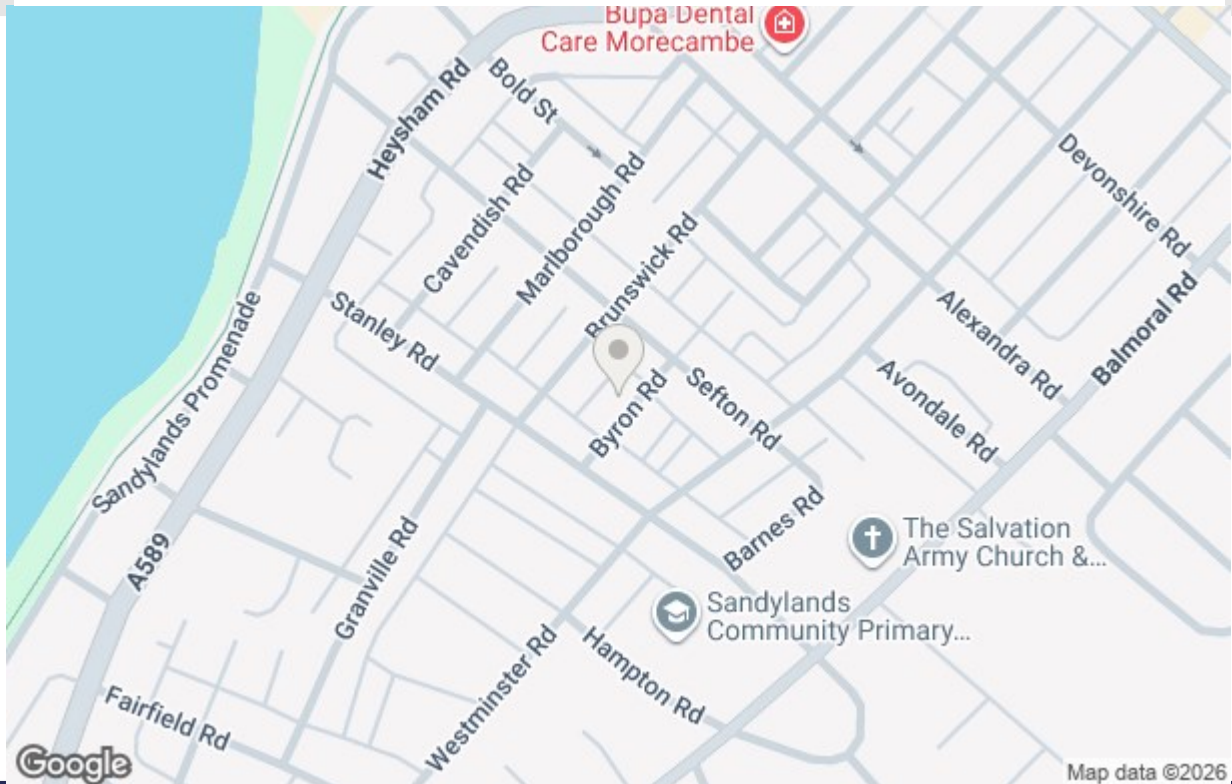 Bupa Dental
Care Morecambe
Heysham Rd
Bold St
Devonshire Rd
Cavendish Rd
Marlborough Rd
Brunswick Rd
Stanley Rd
Sandylands Promenade
Alexandra Rd
Balmoral Rd
Avondale Rd
Sefton Rd
Byron Rd
Barnes Rd
A589
Granville Rd
The Salvation
Army Church &...
Sandylands
Community Primary...
Hampton Rd
Westminster Rd
Fairfield Rd
Google
Map data ©2026